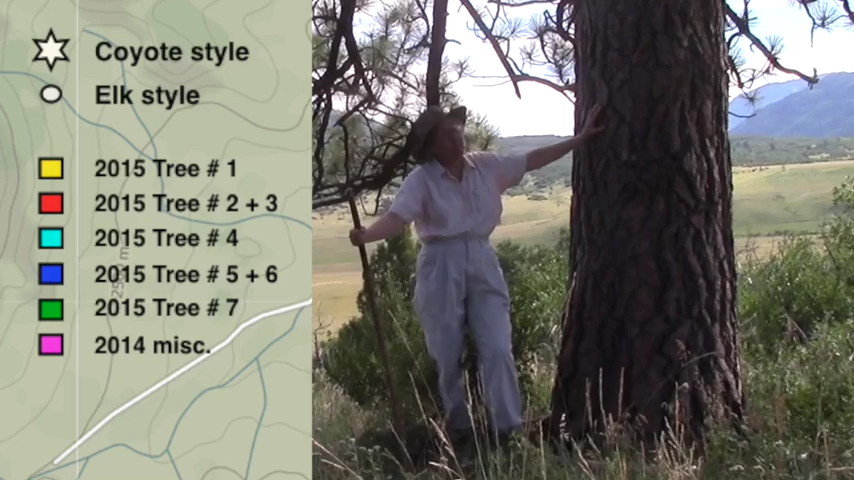 Coyote style
Elk style
2015 Tree # 1
2015 Tree # 2 + 3
2015 Tree # 4
2015 Tree # 5 + 6
2015 Tree # 7
2014 misc.